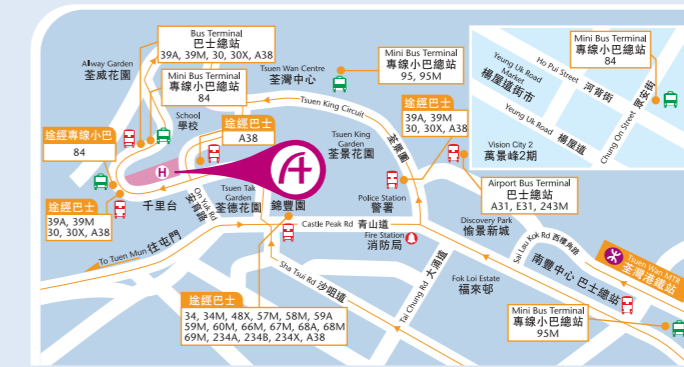 Bus Terminal
巴士總站
39A, 39M, 30, 30X, A38
Allway Garden
荃威花園
Mini Bus Terminal
專線小巴總站
84
School
學校
途經專線小巴
84
途經巴士
39A, 39M
30, 30X, A38
途經巴士
A38
Tsuen Wan Centre
荃灣中心
Mini Bus Terminal
專線小巴總站
95, 95M
Tsuen King Circuit
荃景圍
途經巴士
39A, 39M
30, 30X, A38
Tsuen King
Garden
荃景花園
H
千里台
On Yuk Rd
安育路
Tsuen Tak
Garden
荃德花園
錦豐園
Police Station
警署
Castle Peak Rd 青山道
Fire Station
消防局
To Tuen Mun 往屯門
Sha Tsui Rd 沙咀道
Tai Chung Rd 大涌道
途經巴士
34, 34M, 48X, 57M, 58M, 59A
59M, 60M, 66M, 67M, 68A, 68M
69M, 234A, 234B, 234X, A38
Yeung Uk Road
Market
楊屋道街市
Ho Pui Street 河背街
Mini Bus Terminal
專線小巴總站
84
Yeung Uk Road 楊屋道
Chung On Street 眾安街
Vision City 2
萬景峰2期
Airport Bus Terminal
巴士總站
A31, E31, 243M
Discovery Park
愉景新城
Sai Lau Kok Rd 西樓角路
Tsuen Wan MTR
荃灣港鐵站
南豐中心 巴士總站
Fok Loi Estate
福來邨
Mini Bus Terminal
專線小巴總站
95M